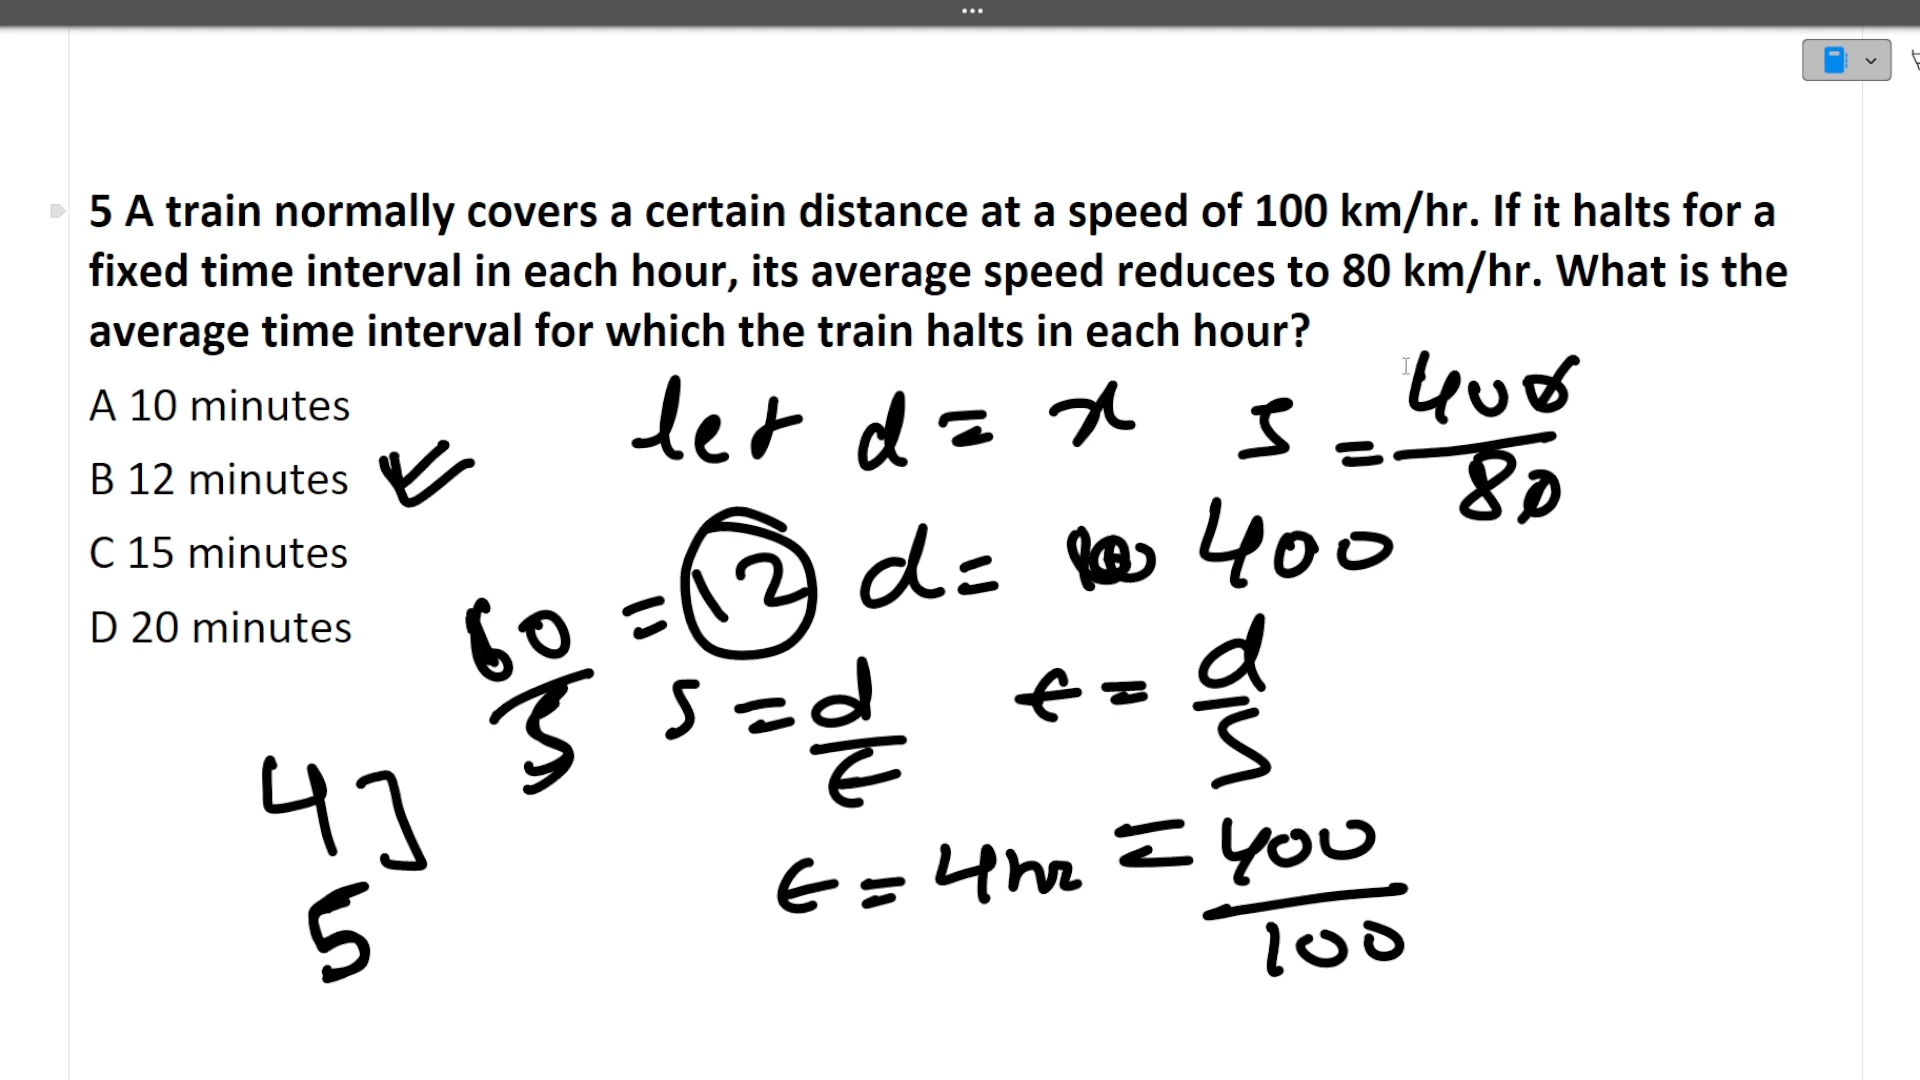 5 A train normally covers a certain distance at a speed of 100 km/hr. If it halts for a
fixed time interval in each hour, its average speed reduces to 80 km/hr. What is the
average time interval for which the train halts in each hour?
A 10 minutes
B 12 minutes
C 15 minutes
D 20 minutes
let d = x
s = 400/80
d = 400
60/5 = 12
s = d/t
t = d/s
t = 4hr = 400/100
4
5